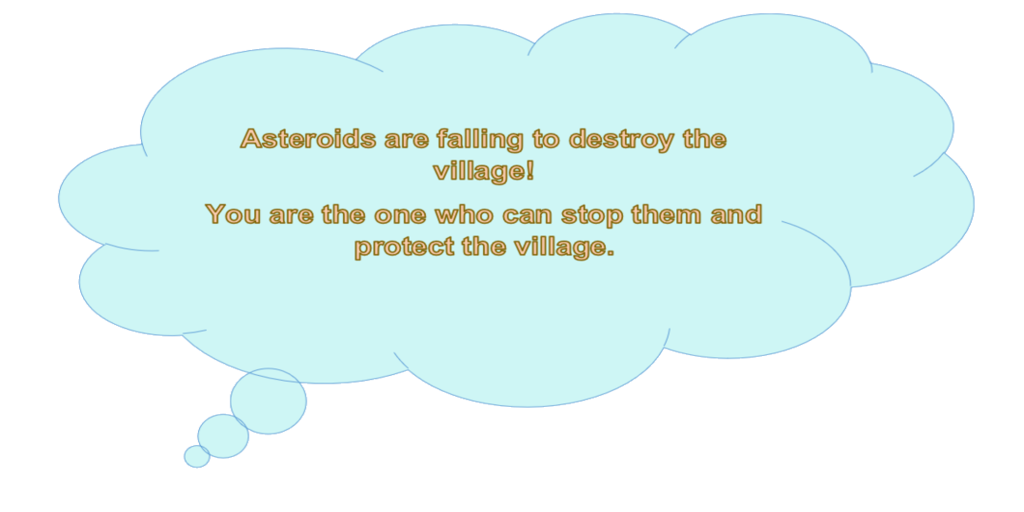 Asteroids are falling to destroy the
village!
You are the one who can stop them and
protect the village.